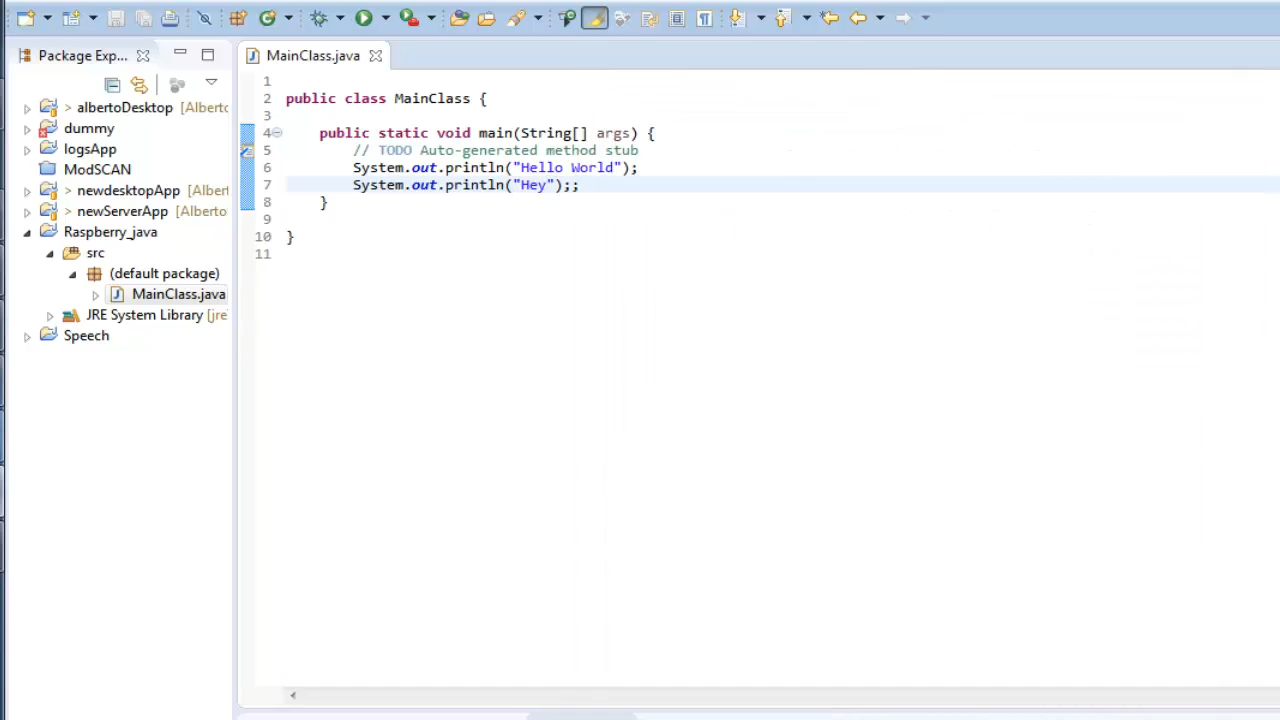 Package Exp...
MainClass.java
> albertoDesktop [Alberto
dummy
logsApp
ModSCAN
> newdesktopApp [Albert
> newServerApp [Alberto
Raspberry_java
src
(default package)
MainClass.java
JRE System Library [jre
Speech
1
2 public class MainClass {
3
4 public static void main(String[] args) {
5 // TODO Auto-generated method stub
6 System.out.println("Hello World");
7 System.out.println("Hey");;
8 }
9
10 }
11